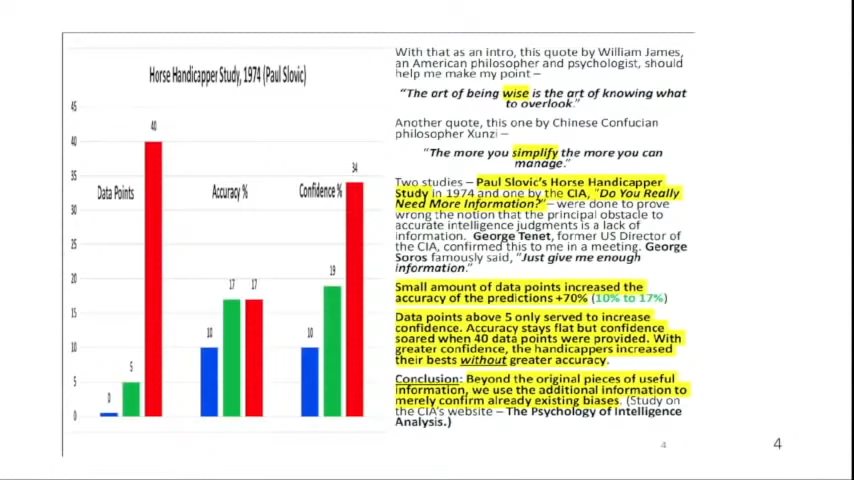 Horse Handicapper Study, 1974 (Paul Slovic)
45
40
35
30
25
20
15
10
5
0
Data Points
Accuracy %
Confidence %
0
5
40
10
17
17
10
19
34
With that as an intro, this quote by William James,
an American philosopher and psychologist, should
help me make my point –
“The art of being wise is the art of knowing what
to overlook.”
Another quote, this one by Chinese Confucian
philosopher Xunzi –
“The more you simplify the more you can
manage.”
Two studies – Paul Slovic's Horse Handicapper
Study in 1974 and one by the CIA, “Do You Really
Need More Information?” – were done to prove
wrong the notion that the principal obstacle to
accurate intelligence judgments is a lack of
information. George Tenet, former US Director of
the CIA, confirmed this to me in a meeting. George
Soros famously said, “Just give me enough
information.”
Small amount of data points increased the
accuracy of the predictions +70% (10% to 17%)
Data points above 5 only served to increase
confidence. Accuracy stays flat but confidence
soared when 40 data points were provided. With
greater confidence, the handicappers increased
their bests without greater accuracy.
Conclusion: Beyond the original pieces of useful
information, we use the additional information to
merely confirm already existing biases. (Study on
the CIA's website – The Psychology of Intelligence
Analysis.)
4
4